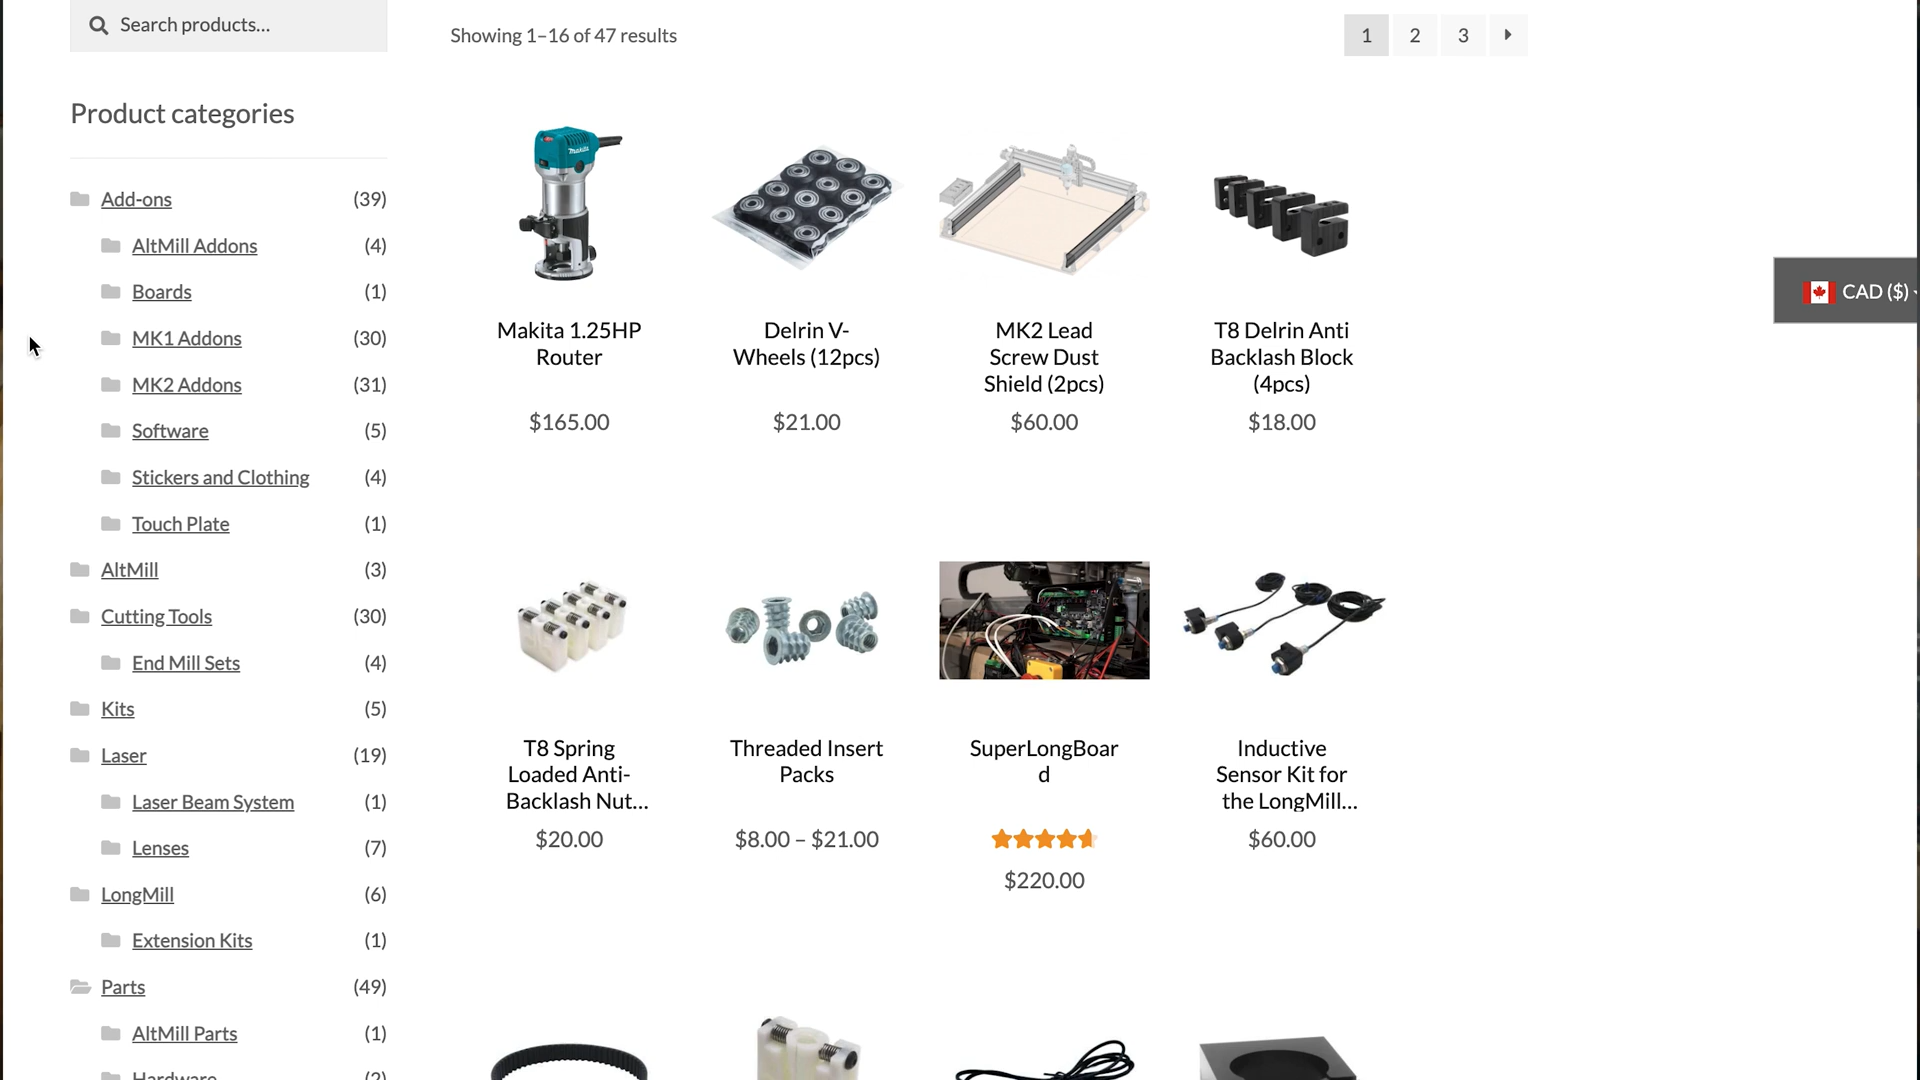 Search products...
Showing 1–16 of 47 results
1 2 3
Product categories
Add-ons (39)
AltMill Addons (4)
Boards (1)
MK1 Addons (30)
MK2 Addons (31)
Software (5)
Stickers and Clothing (4)
Touch Plate (1)
AltMill (3)
Cutting Tools (30)
End Mill Sets (4)
Kits (5)
Laser (19)
Laser Beam System (1)
Lenses (7)
LongMill (6)
Extension Kits (1)
Parts (49)
AltMill Parts (1)
Hardware (2)
makita
Makita 1.25HP
Router
$165.00
Delrin V-
Wheels (12pcs)
$21.00
MK2 Lead
Screw Dust
Shield (2pcs)
$60.00
T8 Delrin Anti
Backlash Block
(4pcs)
$18.00
T8 Spring
Loaded Anti-
Backlash Nut...
$20.00
Threaded Insert
Packs
$8.00 – $21.00
SuperLongBoar
d
$220.00
Inductive
Sensor Kit for
the LongMill...
$60.00
CAD ($)